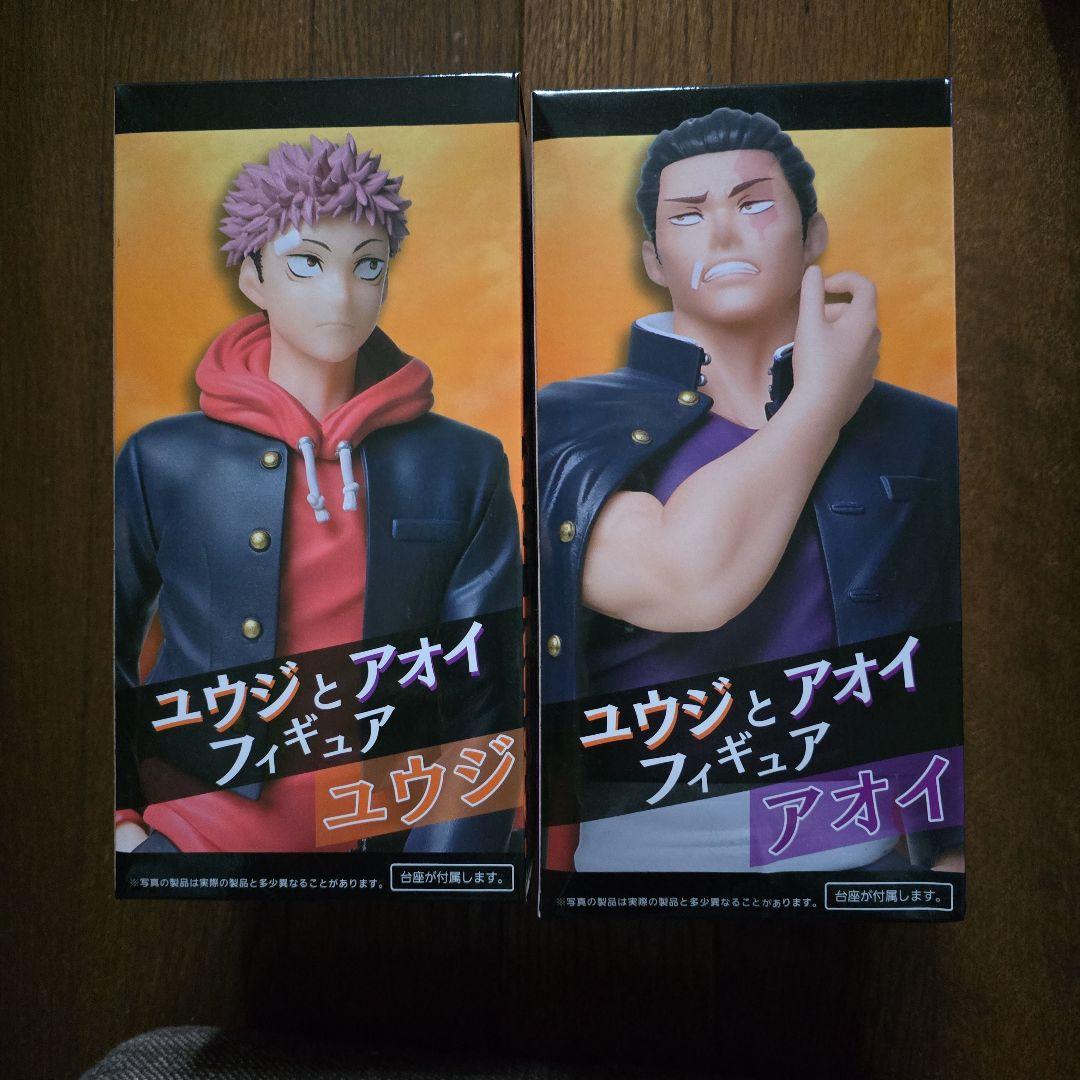 ユウジとアオイ
フィギュア
ユウジ
※写真の製品は実際の製品と多少異なることがあります。
台座が付属します。
ユウジとアオイ
フィギュア
アオイ
※写真の製品は実際の製品と多少異なることがあります。
台座が付属します。